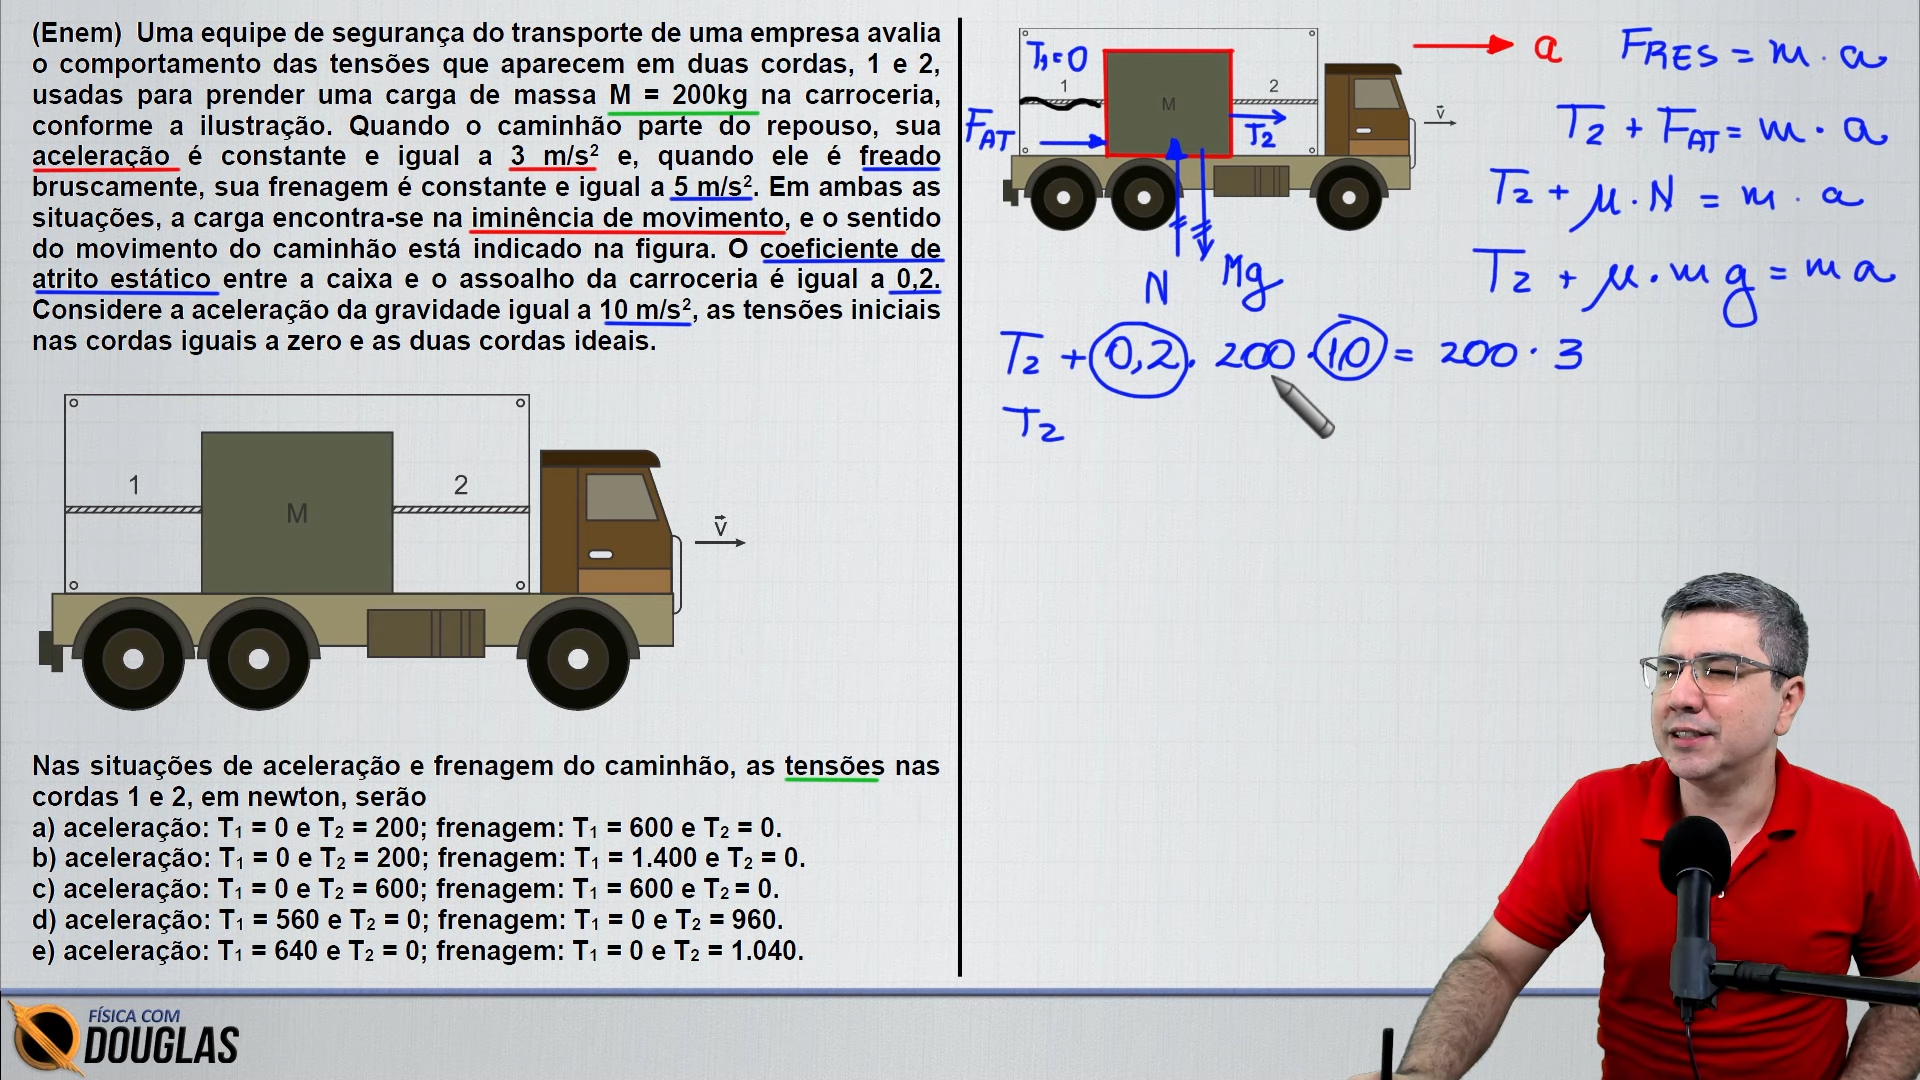 (Enem) Uma equipe de segurança do transporte de uma empresa avalia
o comportamento das tensões que aparecem em duas cordas, 1 e 2,
usadas para prender uma carga de massa M = 200kg na carroceria,
conforme a ilustração. Quando o caminhão parte do repouso, sua
aceleração é constante e igual a 3 m/s² e, quando ele é freado
bruscamente, sua frenagem é constante e igual a 5 m/s². Em ambas as
situações, a carga encontra-se na iminência de movimento, e o sentido
do movimento do caminhão está indicado na figura. O coeficiente de
atrito estático entre a caixa e o assoalho da carroceria é igual a 0,2.
Considere a aceleração da gravidade igual a 10 m/s², as tensões iniciais
nas cordas iguais a zero e as duas cordas ideais.
1
M
2
v⃗
Nas situações de aceleração e frenagem do caminhão, as tensões nas
cordas 1 e 2, em newton, serão
a) aceleração: T₁ = 0 e T₂ = 200; frenagem: T₁ = 600 e T₂ = 0.
b) aceleração: T₁ = 0 e T₂ = 200; frenagem: T₁ = 1.400 e T₂ = 0.
c) aceleração: T₁ = 0 e T₂ = 600; frenagem: T₁ = 600 e T₂ = 0.
d) aceleração: T₁ = 560 e T₂ = 0; frenagem: T₁ = 0 e T₂ = 960.
e) aceleração: T₁ = 640 e T₂ = 0; frenagem: T₁ = 0 e T₂ = 1.040.
FÍSICA COM
DOUGLAS
T₁=0
1
M
2
T₂
FAT
N
Mg
v⃗
a
FRES = m · a
T₂ + FAT = m · a
T₂ + μ · N = m · a
T₂ + μ · m g = m a
T₂ + 0,2 · 200 · 10 = 200 · 3
T₂